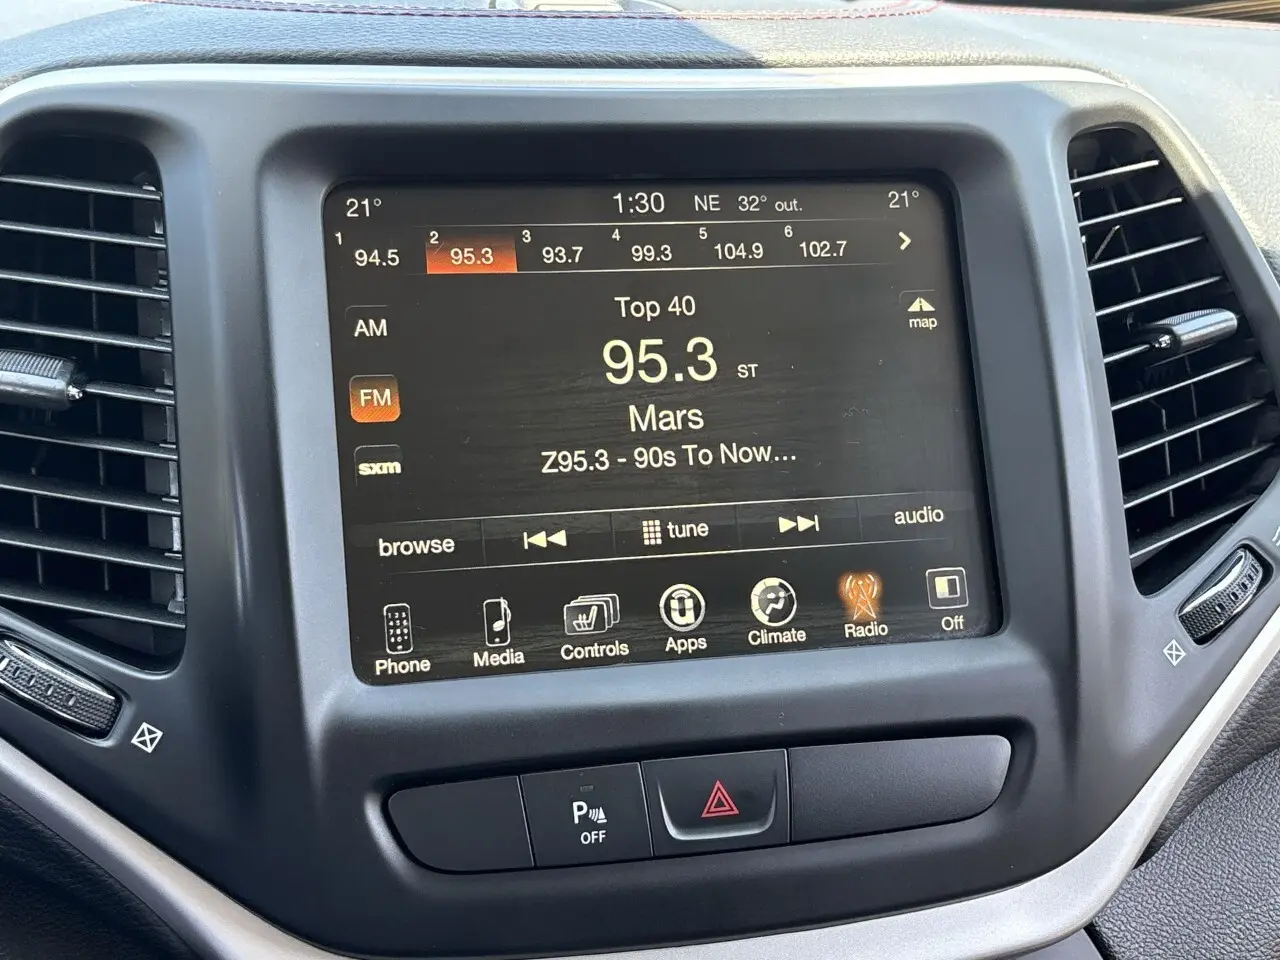 21° 1:30 NE 32° out. 21°
1 94.5 2 95.3 3 93.7 4 99.3 5 104.9 6 102.7
AM
Top 40
map
95.3 ST
FM
Mars
Z95.3 - 90s To Now...
sxm
browse tune audio
Phone Media Controls Apps Climate Radio Off
P
OFF